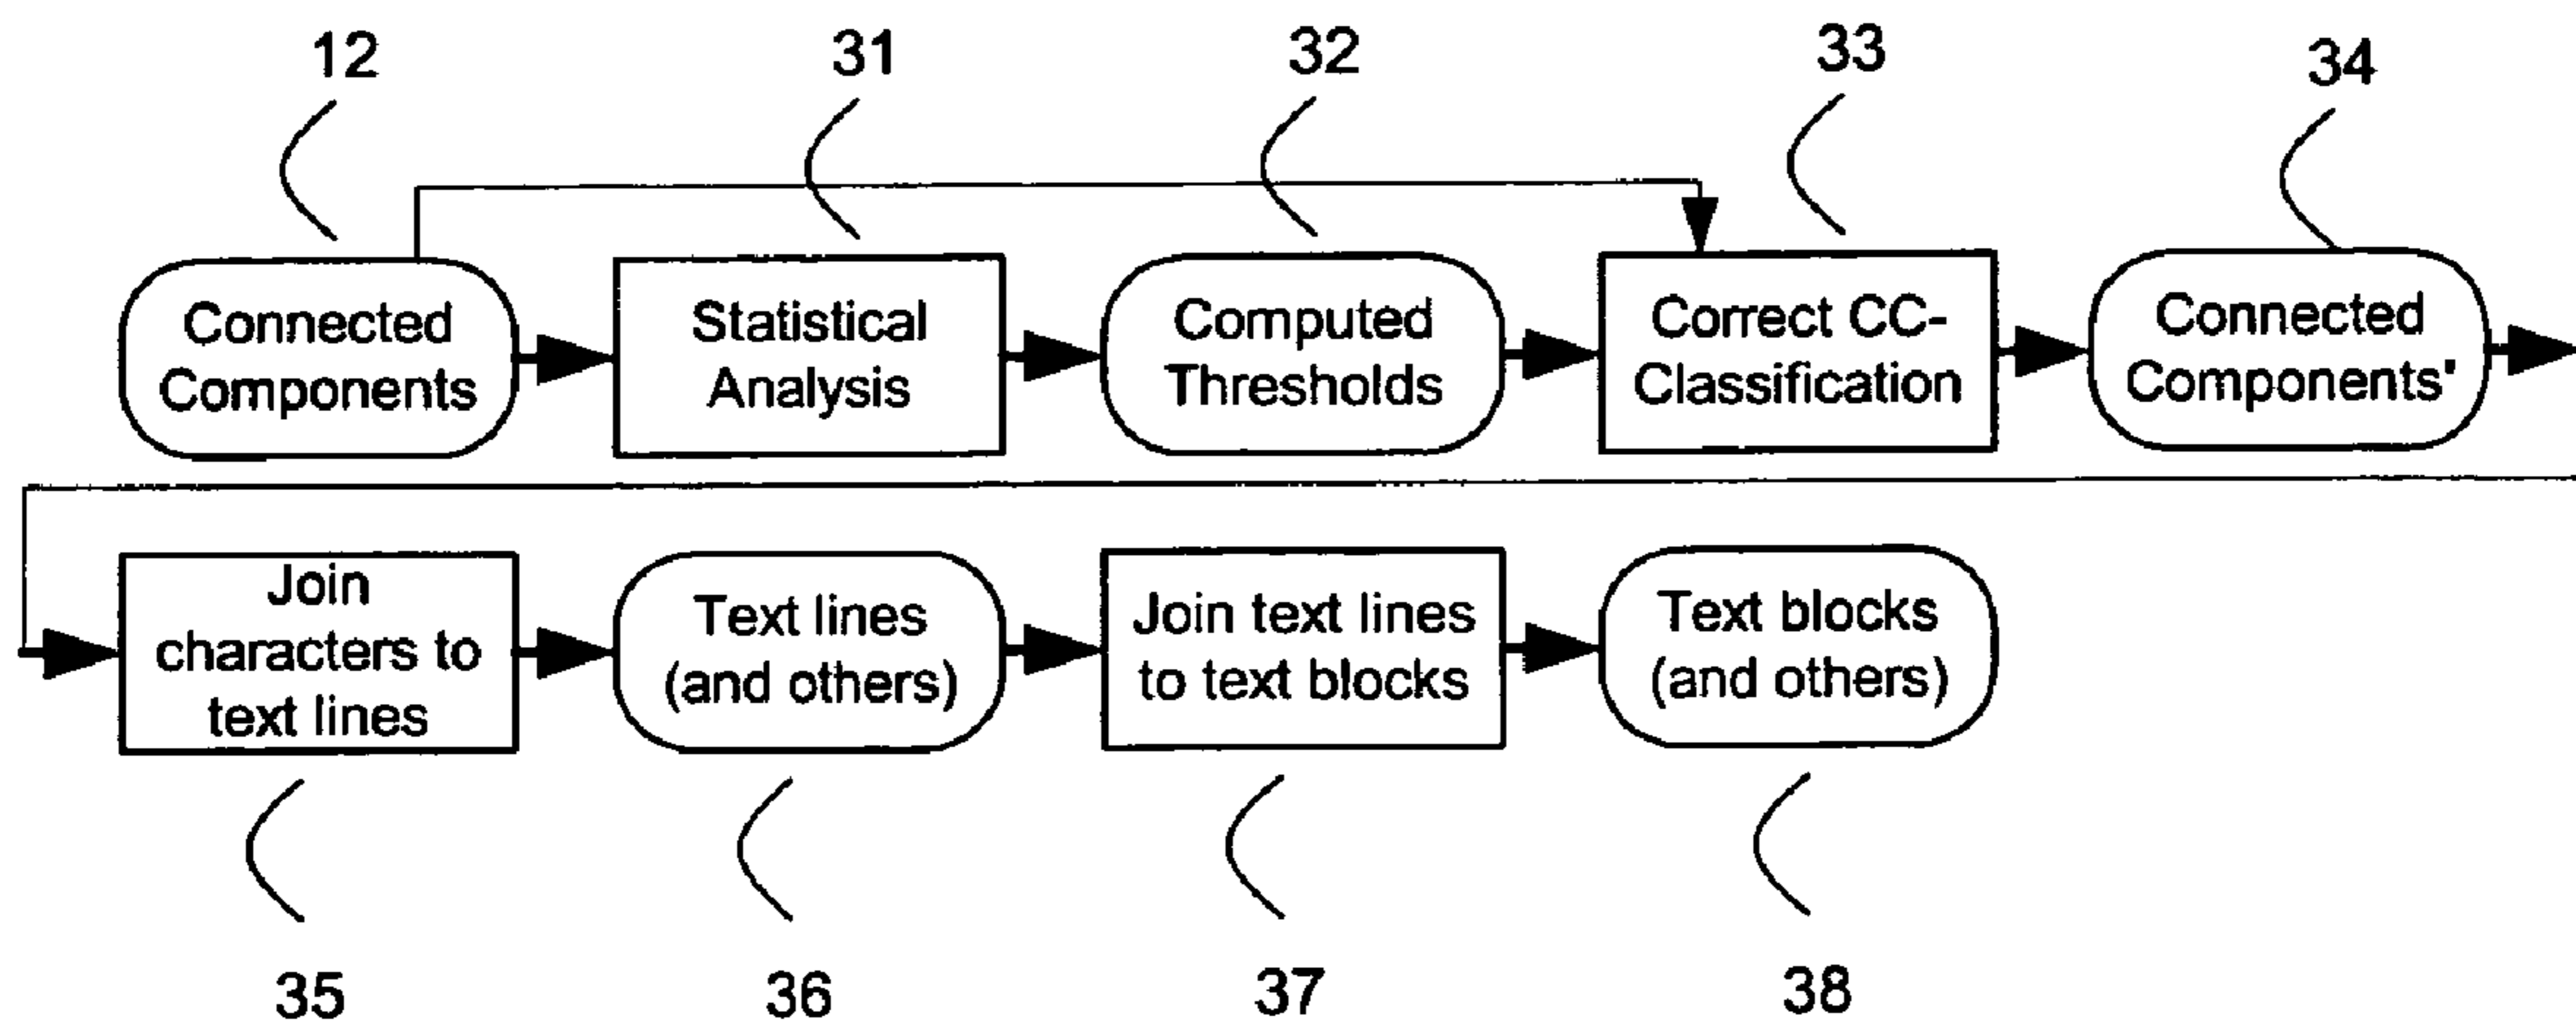 12
31
32
33
34
Connected
Components
Statistical
Analysis
Computed
Thresholds
Correct CC-
Classification
Connected
Components'
Join
characters to
text lines
Text lines
(and others)
Join text lines
to text blocks
Text blocks
(and others)
35
36
37
38